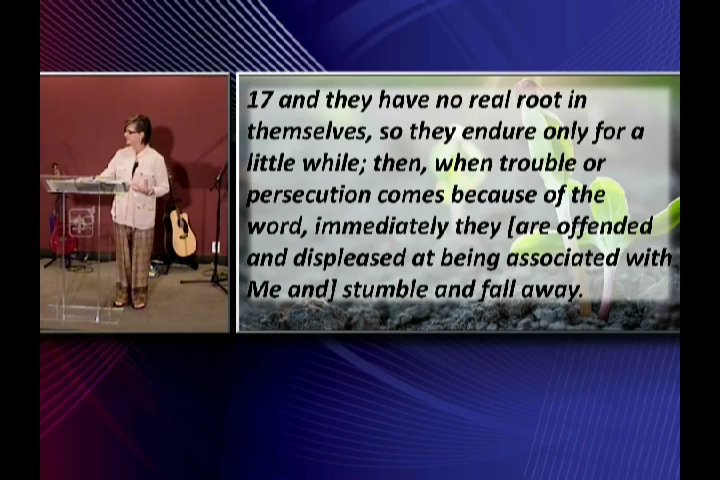 17 and they have no real root in
themselves, so they endure only for a
little while; then, when trouble or
persecution comes because of the
word, immediately they [are offended
and displeased at being associated with
Me and] stumble and fall away.